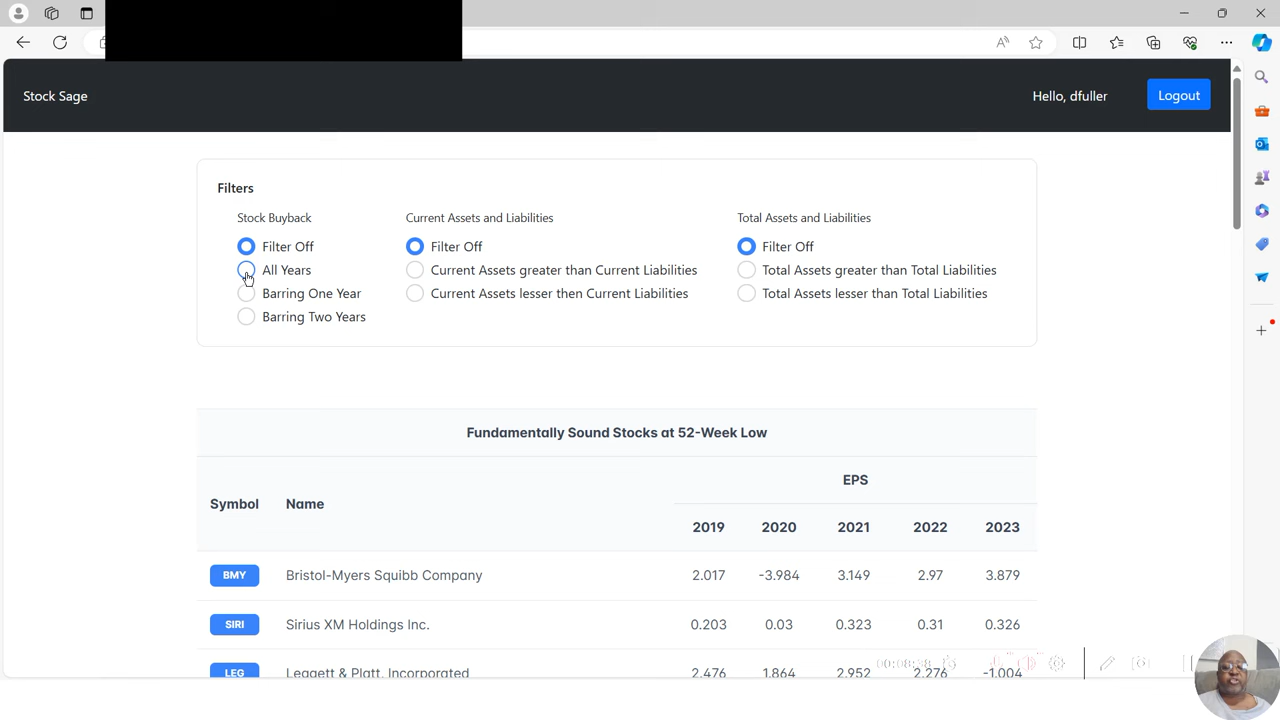 Stock Sage
Hello, dfuller
Logout
Filters
Stock Buyback
Filter Off
All Years
Barring One Year
Barring Two Years
Current Assets and Liabilities
Filter Off
Current Assets greater than Current Liabilities
Current Assets lesser then Current Liabilities
Total Assets and Liabilities
Filter Off
Total Assets greater than Total Liabilities
Total Assets lesser than Total Liabilities
Fundamentally Sound Stocks at 52-Week Low
Symbol Name EPS
2019 2020 2021 2022 2023
BMY Bristol-Myers Squibb Company 2.017 -3.984 3.149 2.97 3.879
SIRI Sirius XM Holdings Inc. 0.203 0.03 0.323 0.31 0.326
LEG Leggett & Platt, Incorporated 2.476 1.864 2.952 2.276 -1.004
00:08:38